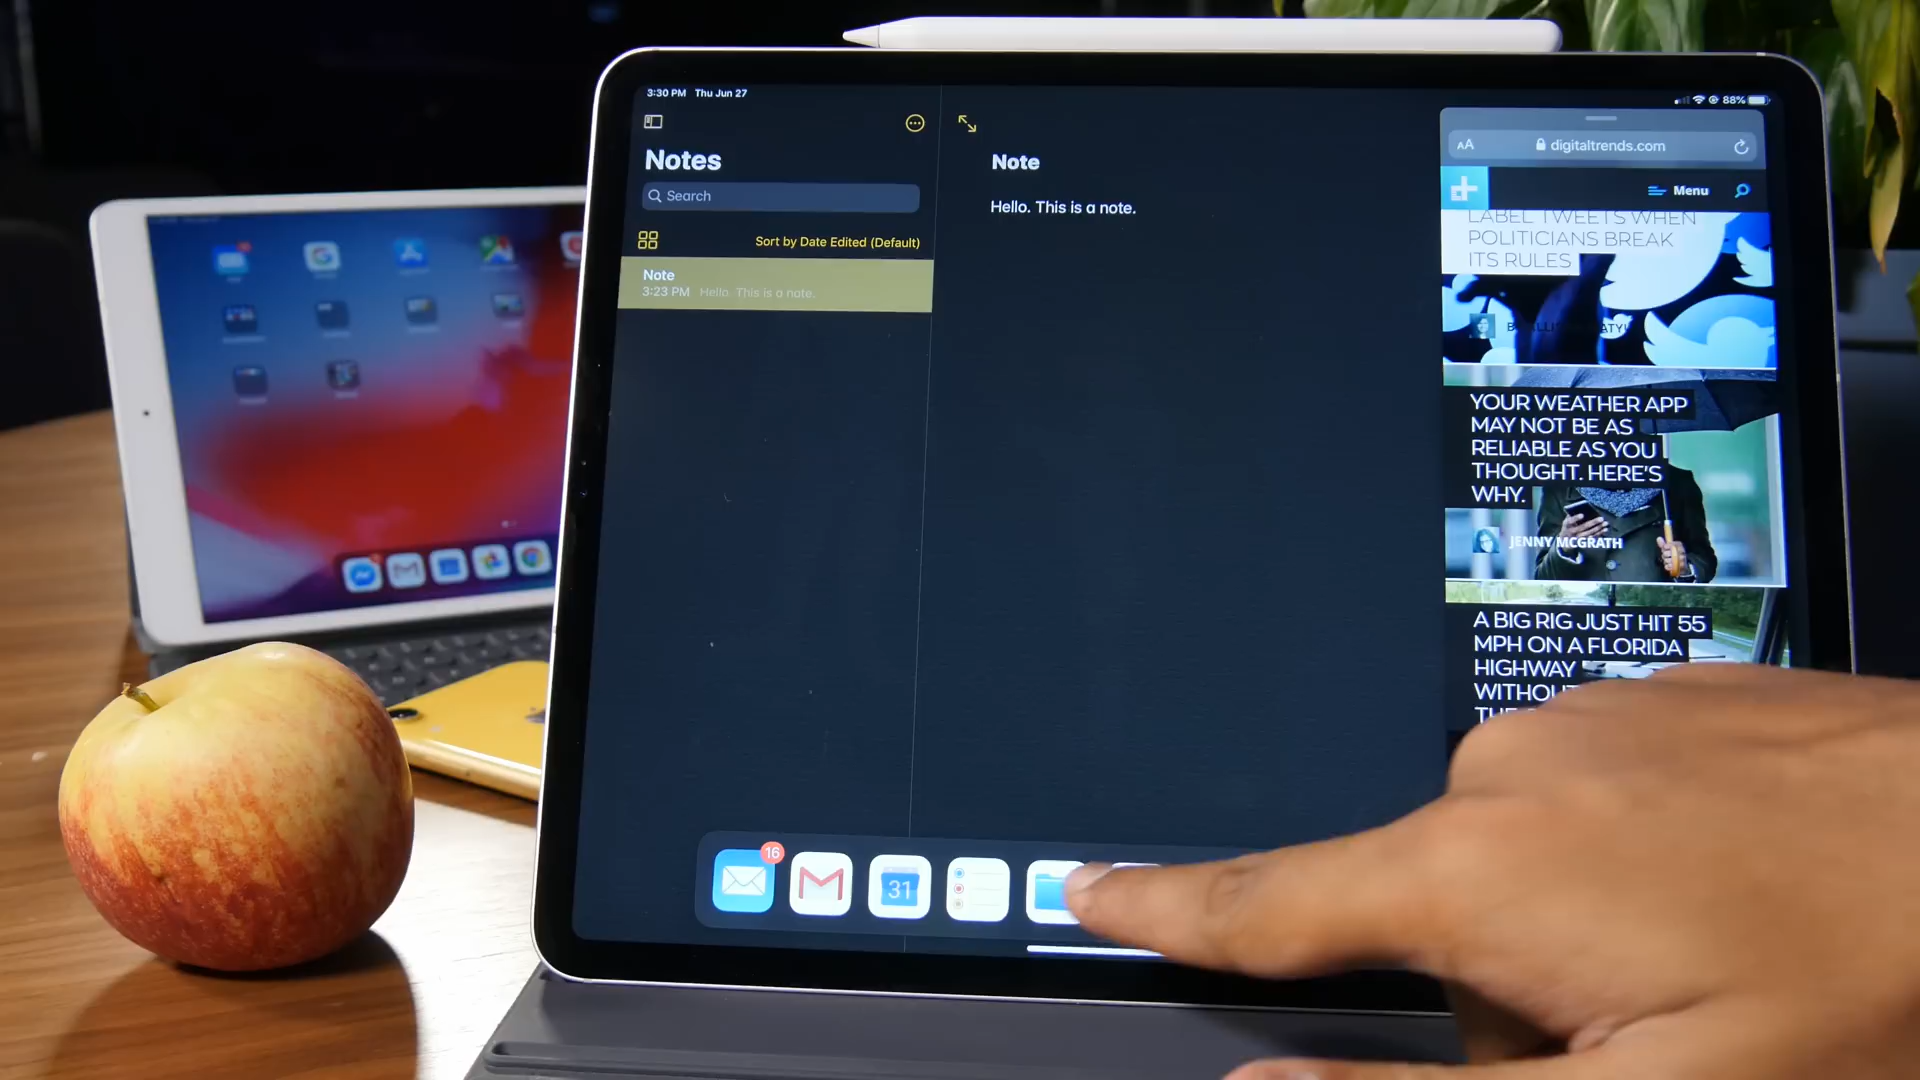 3:30 PM Thu Jun 27
88%
Notes
Search
Sort by Date Edited (Default)
Note
3:23 PM Hello. This is a note.
Note
Hello. This is a note.
AA
digitaltrends.com
Menu
LABEL TWEETS WHEN
POLITICIANS BREAK
ITS RULES
YOUR WEATHER APP
MAY NOT BE AS
RELIABLE AS YOU
THOUGHT. HERE'S
WHY.
JENNY MCGRATH
A BIG RIG JUST HIT 55
MPH ON A FLORIDA
HIGHWAY
16
31